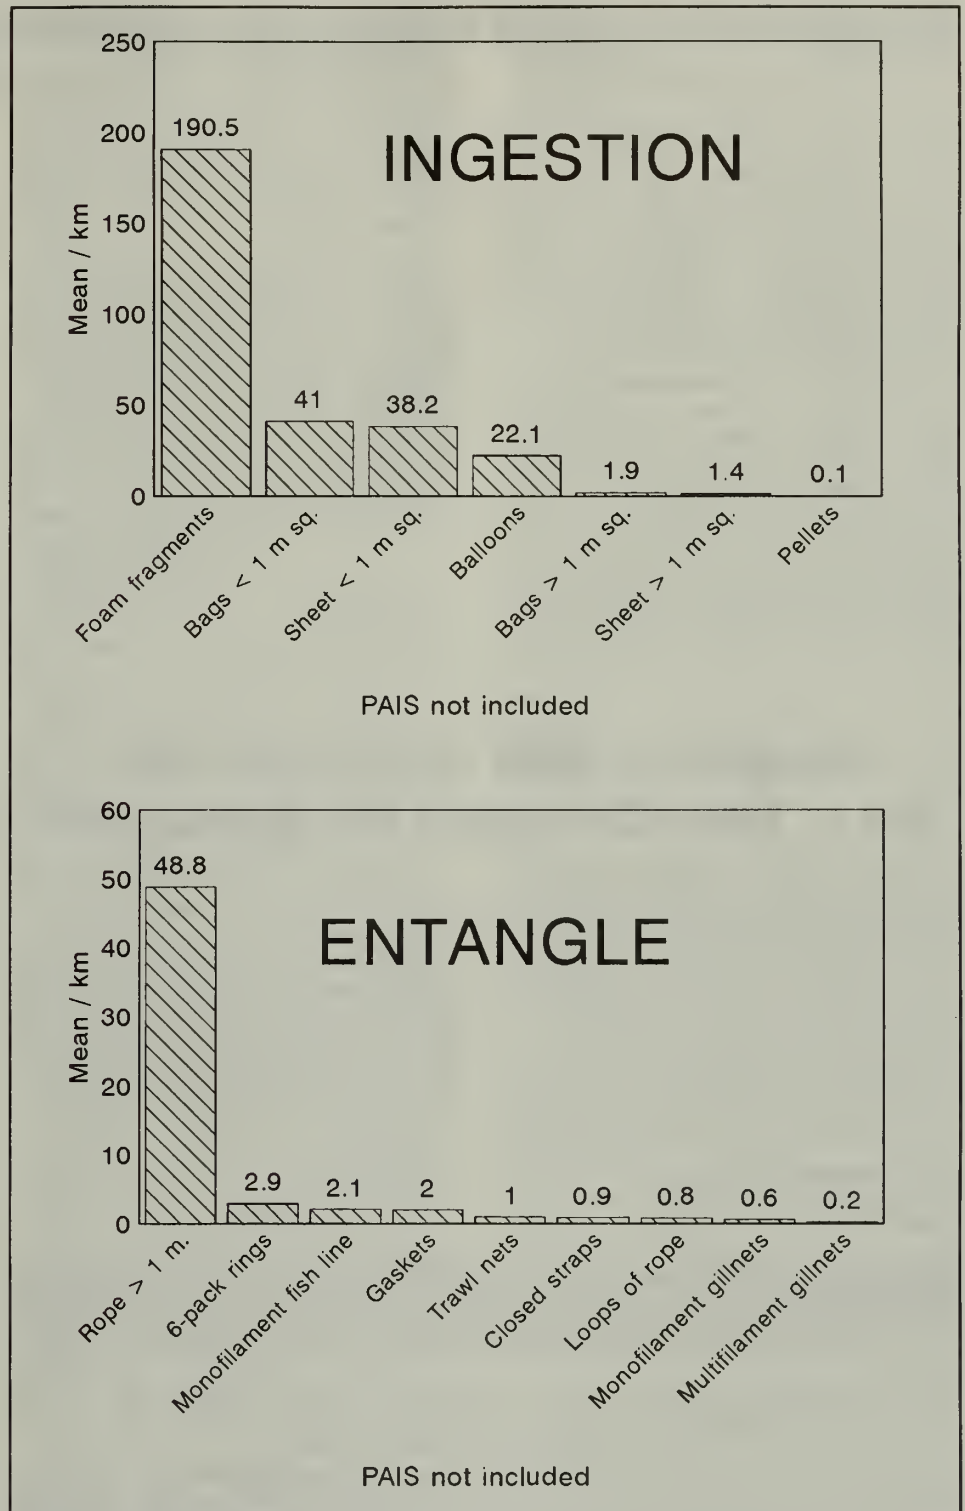 250
200
150
100
50
0
Mean / km
INGESTION
190.5
41
38.2
22.1
1.9
1.4
0.1
Foam fragments
Bags < 1 m sq.
Sheet < 1 m sq.
Balloons
Bags > 1 m sq.
Sheet > 1 m sq.
Pellets
PAIS not included
60
50
40
30
20
10
0
Mean / km
ENTANGLE
48.8
2.9
2.1
2
1
0.9
0.8
0.6
0.2
Rope > 1 m.
6-pack rings
Monofilament fish line
Gaskets
Trawl nets
Closed straps
Loops of rope
Monofilament gillnets
Multifilament gillnets
PAIS not included